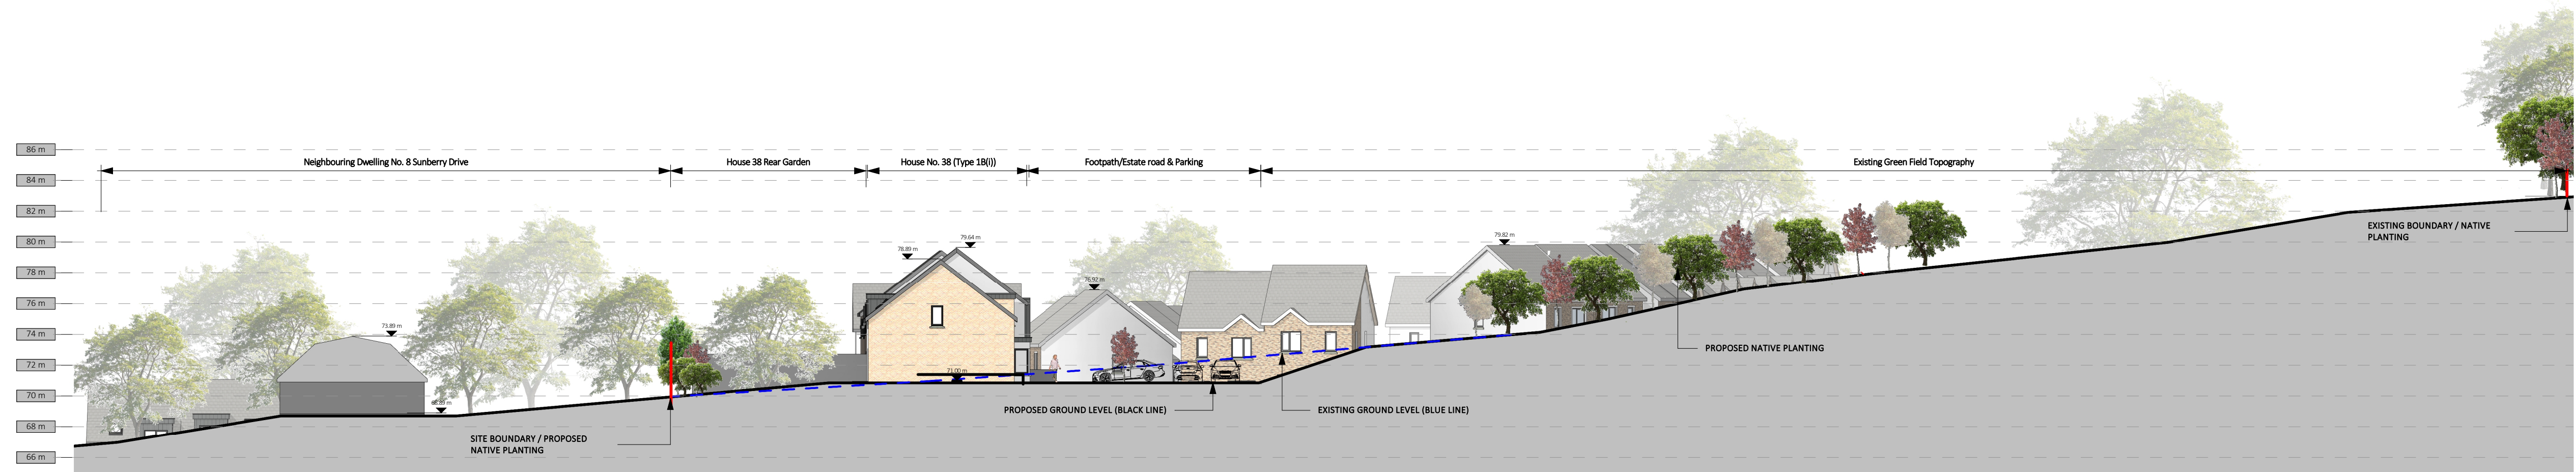 86 m
84 m
82 m
80 m
78 m
76 m
74 m
72 m
70 m
68 m
66 m
Neighbouring Dwelling No. 8 Sunberry Drive
House 38 Rear Garden
House No. 38 (Type 1B(i))
Footpath/Estate road & Parking
Existing Green Field Topography
73.89 m
78.89 m
79.64 m
76.92 m
79.82 m
71.00 m
SITE BOUNDARY / PROPOSED
NATIVE PLANTING
PROPOSED GROUND LEVEL (BLACK LINE)
EXISTING GROUND LEVEL (BLUE LINE)
PROPOSED NATIVE PLANTING
EXISTING BOUNDARY / NATIVE
PLANTING